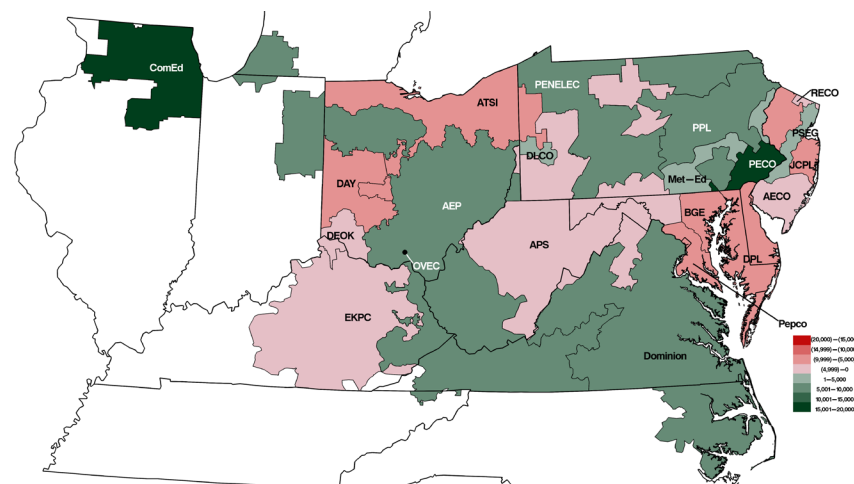 ComEd
PENELEC
RECO
ATSI
PPL
PSEG
DLCO
PECO
JCPL
DAY
Met–Ed
AECO
AEP
BGE
DEOK
APS
DPL
OVEC
EKPC
Pepco
Dominion
(20,000)–(15,00
(14,999)–(10,00
(9,999)–(5,000
(4,999)–0
1–5,000
5,001–10,000
10,001–15,000
15,001–20,000